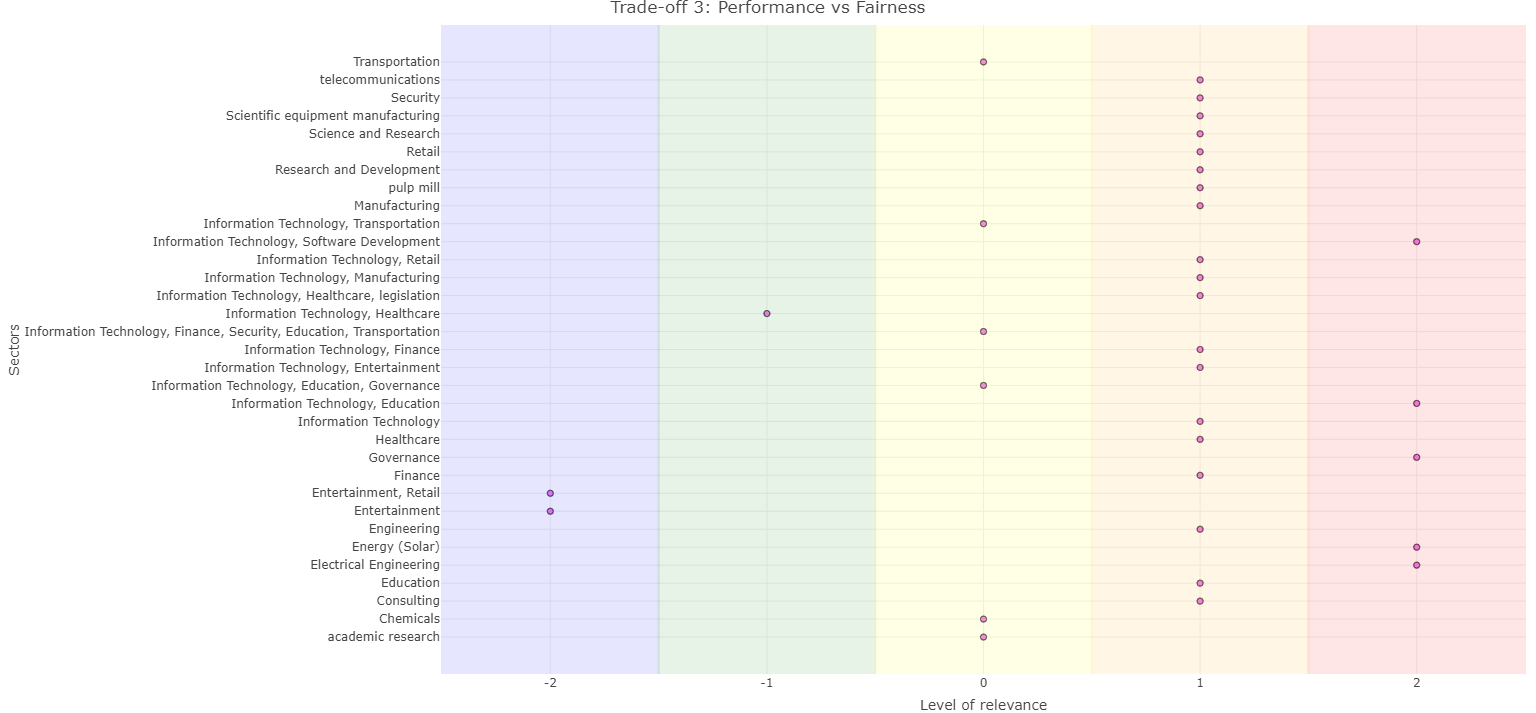 Trade-off 3: Performance vs Fairness
Transportation
telecommunications
Security
Scientific equipment manufacturing
Science and Research
Retail
Research and Development
pulp mill
Manufacturing
Information Technology, Transportation
Information Technology, Software Development
Information Technology, Retail
Information Technology, Manufacturing
Information Technology, Healthcare, legislation
Information Technology, Healthcare
Information Technology, Finance, Security, Education, Transportation
Information Technology, Finance
Information Technology, Entertainment
Information Technology, Education, Governance
Information Technology, Education
Information Technology
Healthcare
Governance
Finance
Entertainment, Retail
Entertainment
Engineering
Energy (Solar)
Electrical Engineering
Education
Consulting
Chemicals
academic research
Sectors
-2 -1 0 1 2
Level of relevance